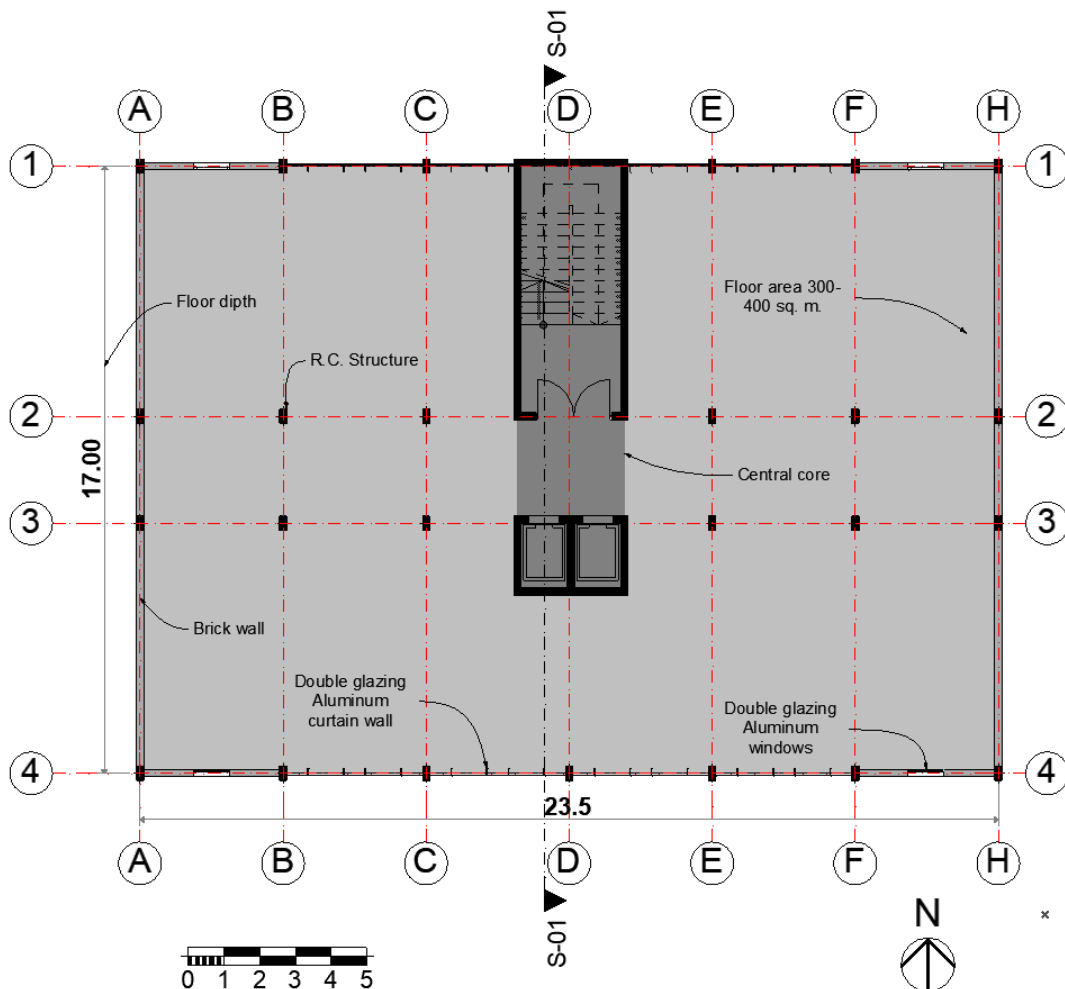 S-01
A B C D E F H
1 1
Floor dipth
Floor area 300-
400 sq. m.
R.C. Structure
2 2
17.00
Central core
3 3
Brick wall
Double glazing
Aluminum
curtain wall
Double glazing
Aluminum
windows
4 4
23.5
A B C D E F H
S-01
N
0 1 2 3 4 5